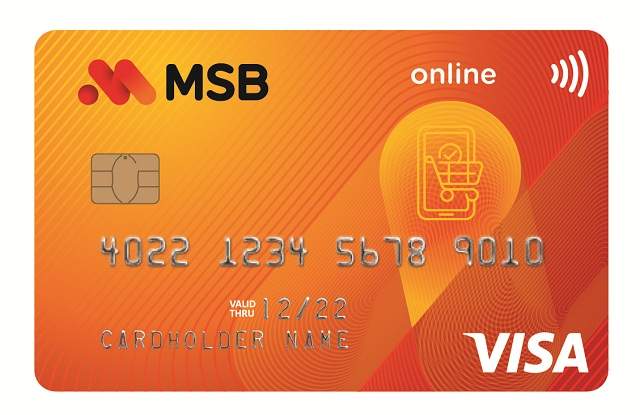 MSB
online
4022 1234 5678 9010
VALID
THRU 12/22
CARDHOLDER NAME
VISA